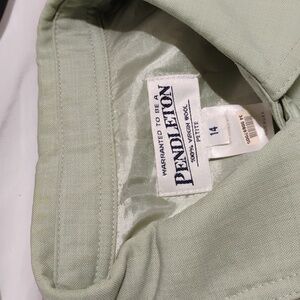 WARRANTED TO BE A
PENDLETON
100% VIRGIN WOOL
PETITE
14